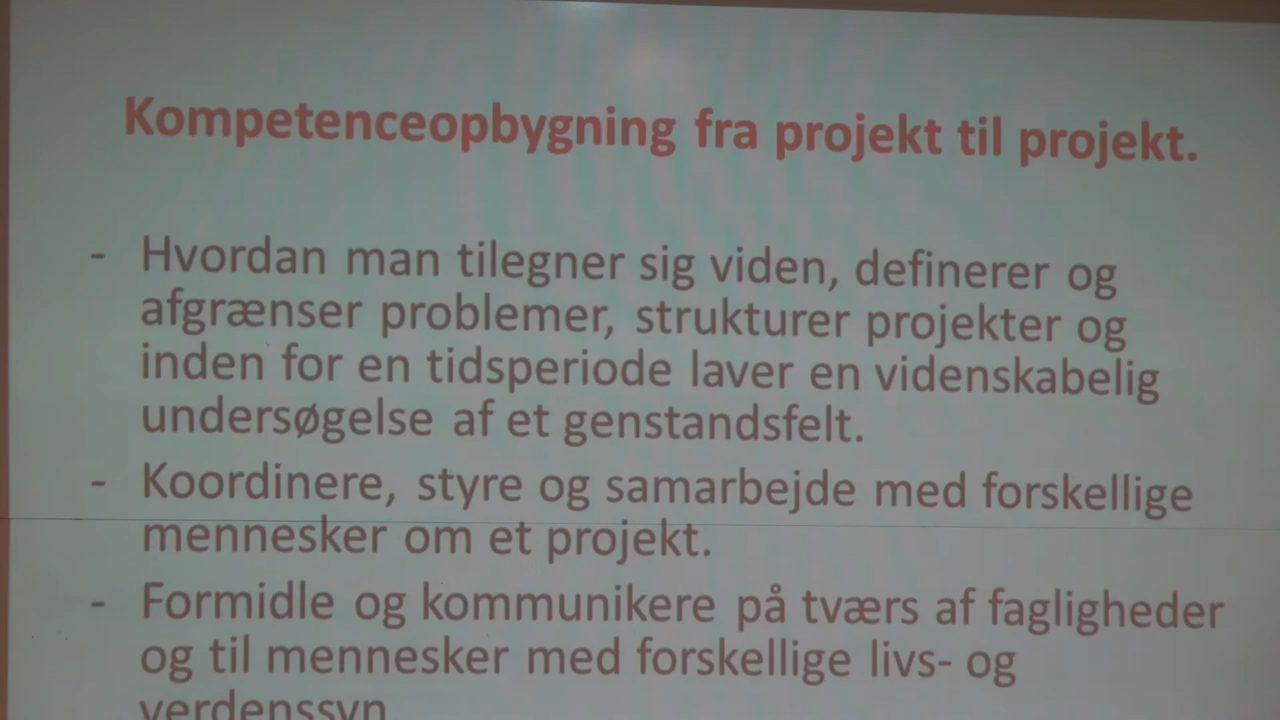 Kompetenceopbygning fra projekt til projekt.
- Hvordan man tilegner sig viden, definerer og
afgrænser problemer, strukturer projekter og
inden for en tidsperiode laver en videnskabelig
undersøgelse af et genstandsfelt.
- Koordinere, styre og samarbejde med forskellige
mennesker om et projekt.
- Formidle og kommunikere på tværs af fagligheder
og til mennesker med forskellige livs- og
verdenssyn